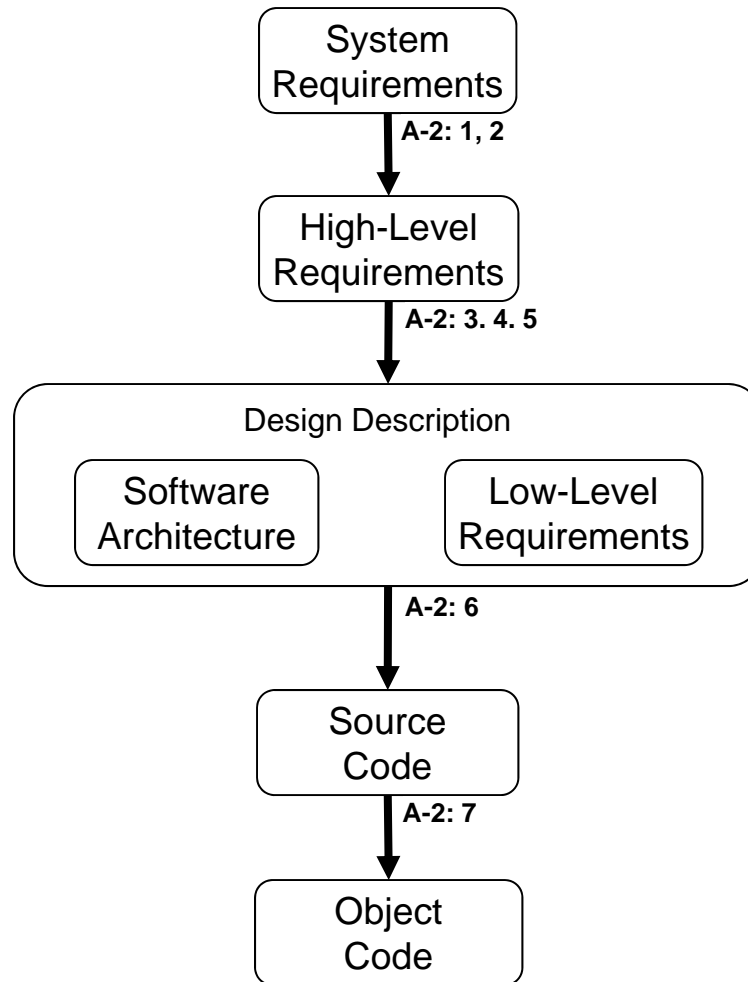 System
Requirements
A-2: 1, 2
High-Level
Requirements
A-2: 3. 4. 5
Design Description
Software
Architecture
Low-Level
Requirements
A-2: 6
Source
Code
A-2: 7
Object
Code